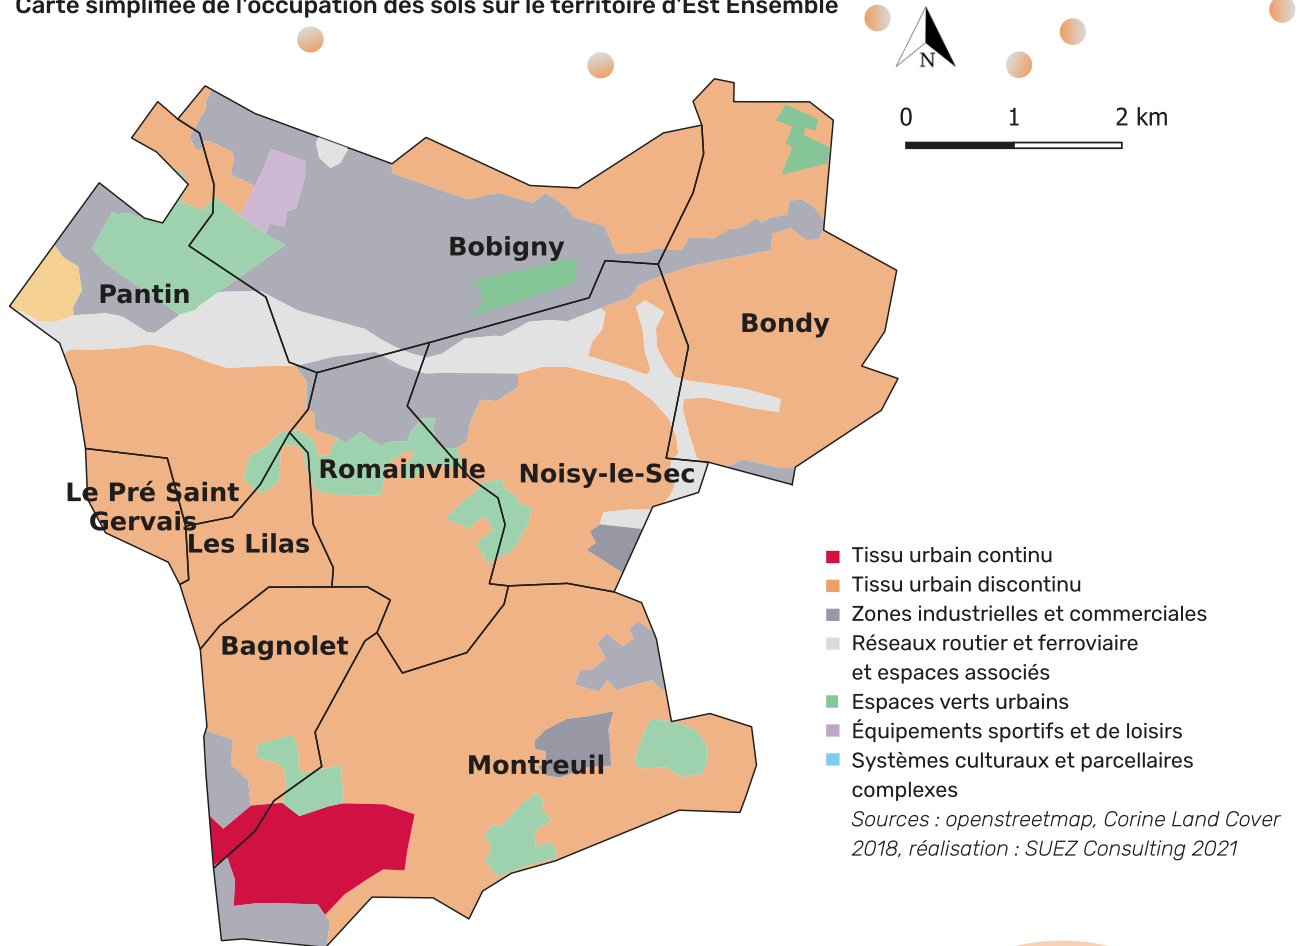 Carte simplifiée de l'occupation des sols sur le territoire d'Est Ensemble
N
0 1 2 km
Bobigny
Pantin
Bondy
Romainville
Noisy-le-Sec
Le Pré Saint
Gervais
Les Lilas
Bagnolet
Montreuil
Tissu urbain continu
Tissu urbain discontinu
Zones industrielles et commerciales
Réseaux routier et ferroviaire
et espaces associés
Espaces verts urbains
Équipements sportifs et de loisirs
Systèmes culturaux et parcellaires
complexes
Sources : openstreetmap, Corine Land Cover
2018, réalisation : SUEZ Consulting 2021